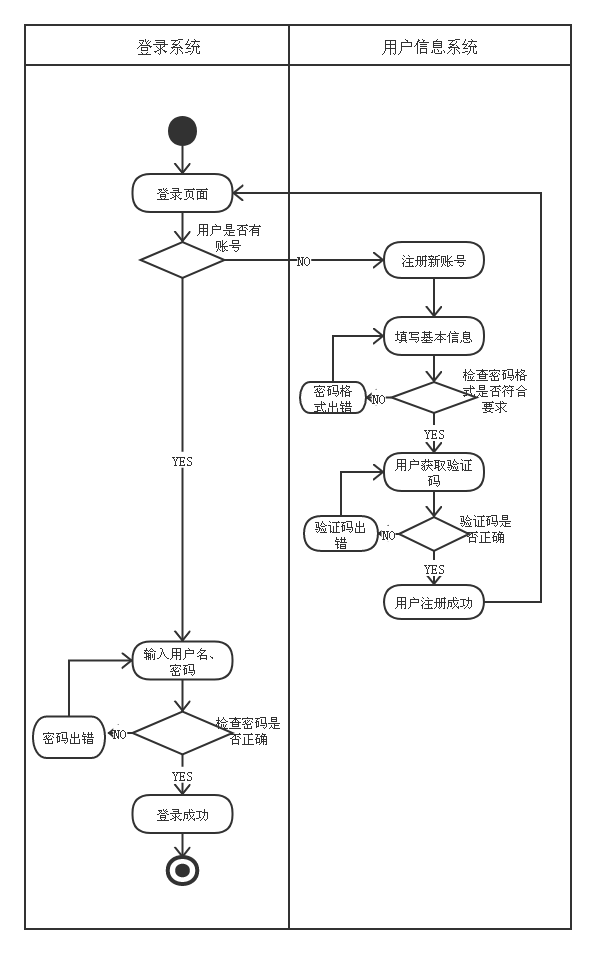 登录系统
用户信息系统
登录页面
用户是否有
账号
NO
注册新账号
填写基本信息
检查密码格
式是否符合
要求
NO
密码格
式出错
YES
用户获取验证
码
YES
验证码是
否正确
NO
验证码出
错
YES
用户注册成功
输入用户名、
密码
检查密码是
否正确
NO
密码出错
YES
登录成功